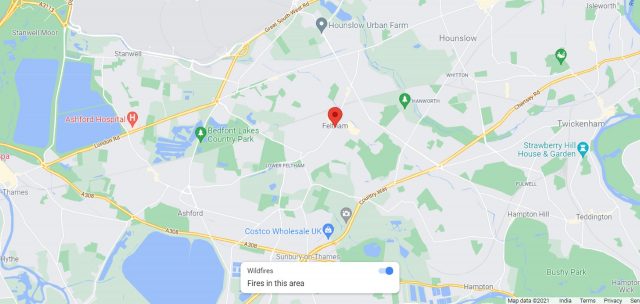 A3113
Stanwell Moor
Stanwell
Great South West Rd
Hounslow Urban Farm
Hounslow
Isleworth
WHITTON
HANWORTH
Chertsey Rd
Twickenham
Ashford Hospital
London Rd
Bedfont Lakes
Country Park
Feltham
LOWER FELTHAM
Strawberry Hill
House & Garden
FULWELL
Teddington
Thames
A308
Ashford
A308
Country Way
Costco Wholesale UK
Hampton Hill
A308
Sunbury-on-Thames
Bushy Park
Hampton
Wildfires
Fires in this area
Map data ©2021
India
Terms
Privacy